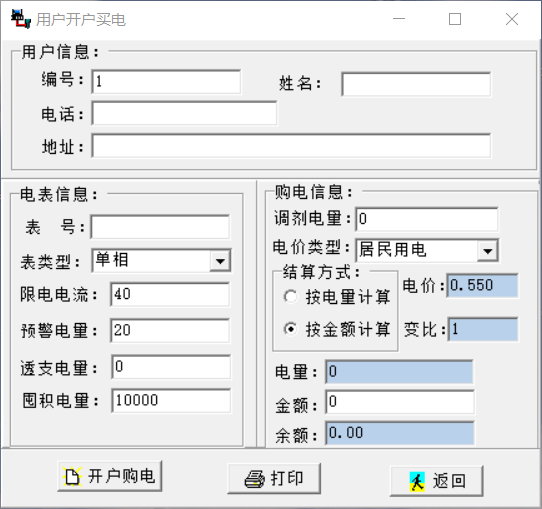 用户开户买电
用户信息:
编号: 1
姓名:
电话:
地址:
电表信息:
表 号:
表类型: 单相
限电电流: 40
预警电量: 20
透支电量: 0
囤积电量: 10000
购电信息:
调剂电量: 0
电价类型: 居民用电
结算方式:
按电量计算
按金额计算
电价: 0.550
变比: 1
电量: 0
金额: 0
余额: 0.00
开户购电
打印
返回